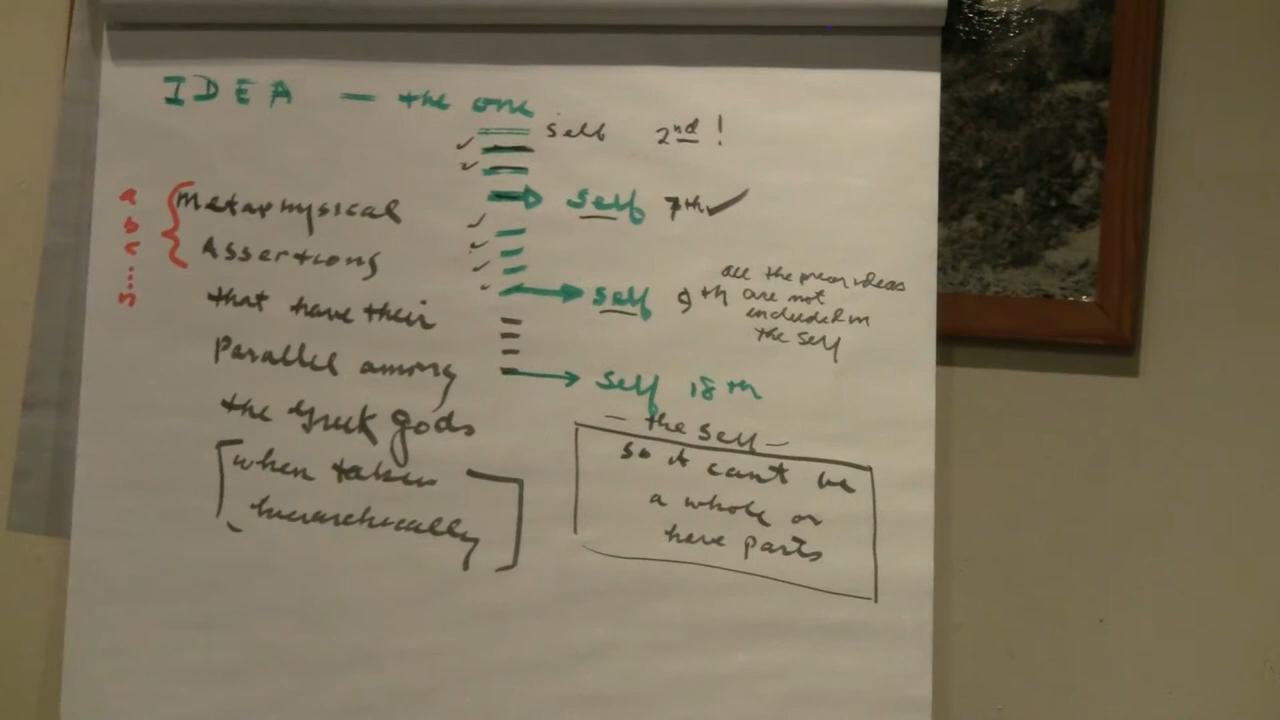 IDEA — the one
self 2nd !
self 7th ✓
a
b
c
...
n
Metaphysical
Assertions
that have their
parallel among
the Greek gods
[when taken
hierarchically]
self 9th
all the prior ideas
are not
included in
the self
self 18th
— the self —
so it can't be
a whole or
have parts